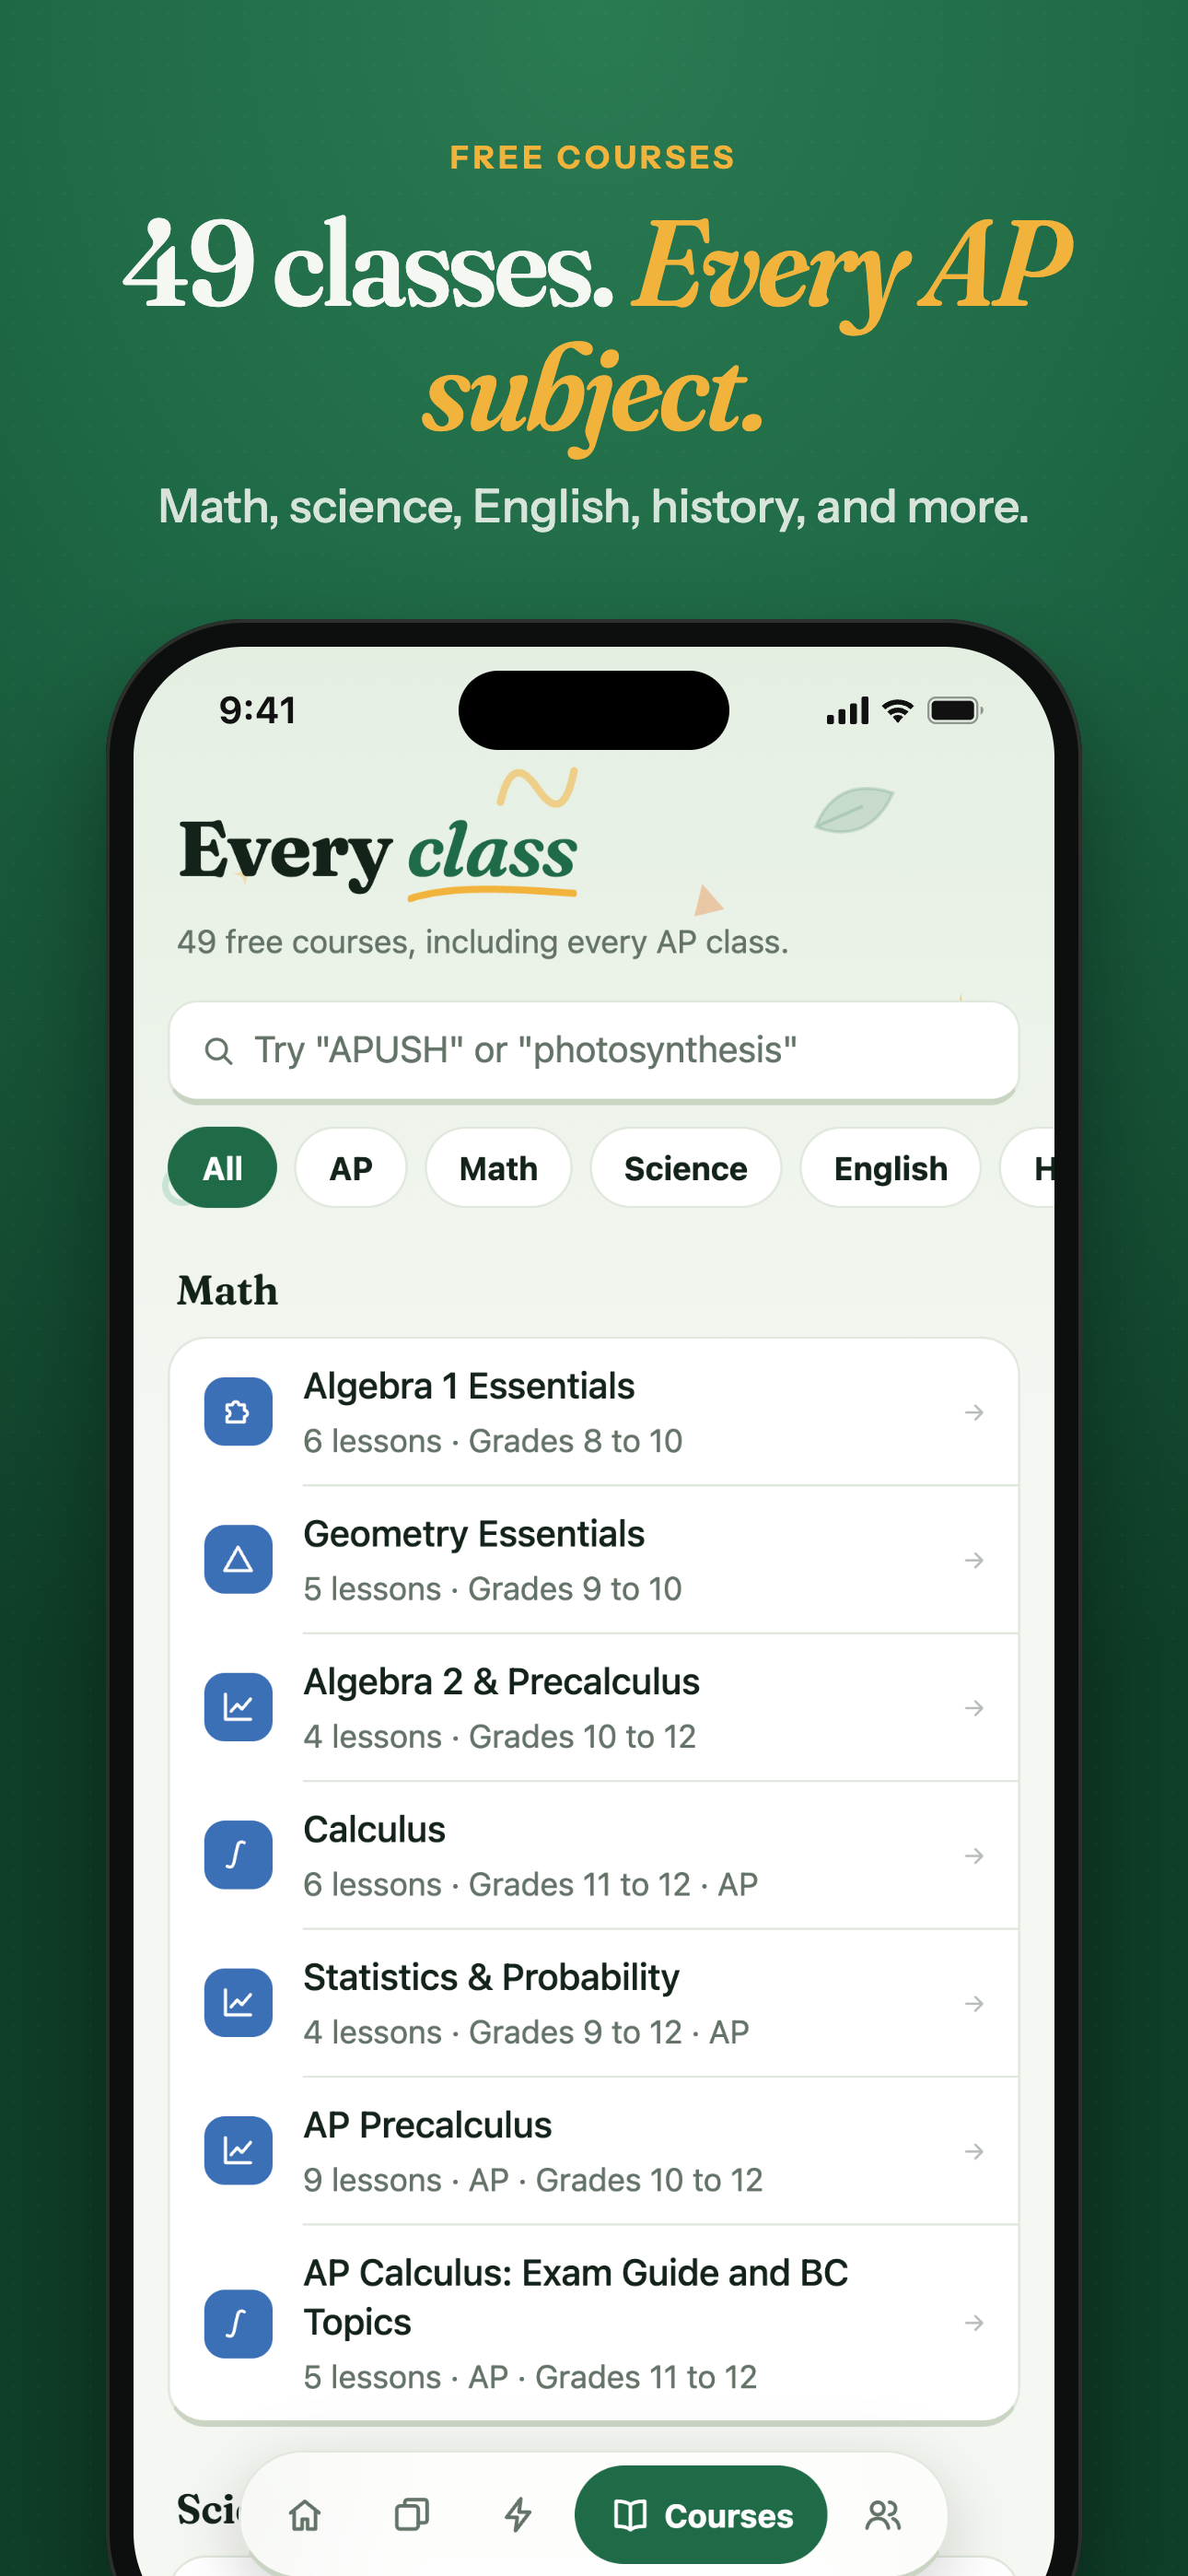 FREE COURSES
49 classes. Every AP
subject.
Math, science, English, history, and more.
9:41
Every class
49 free courses, including every AP class.
Try "APUSH" or "photosynthesis"
All AP Math Science English H
Math
Algebra 1 Essentials
6 lessons · Grades 8 to 10
Geometry Essentials
5 lessons · Grades 9 to 10
Algebra 2 & Precalculus
4 lessons · Grades 10 to 12
Calculus
6 lessons · Grades 11 to 12 · AP
Statistics & Probability
4 lessons · Grades 9 to 12 · AP
AP Precalculus
9 lessons · AP · Grades 10 to 12
AP Calculus: Exam Guide and BC
Topics
5 lessons · AP · Grades 11 to 12
Sci
Courses